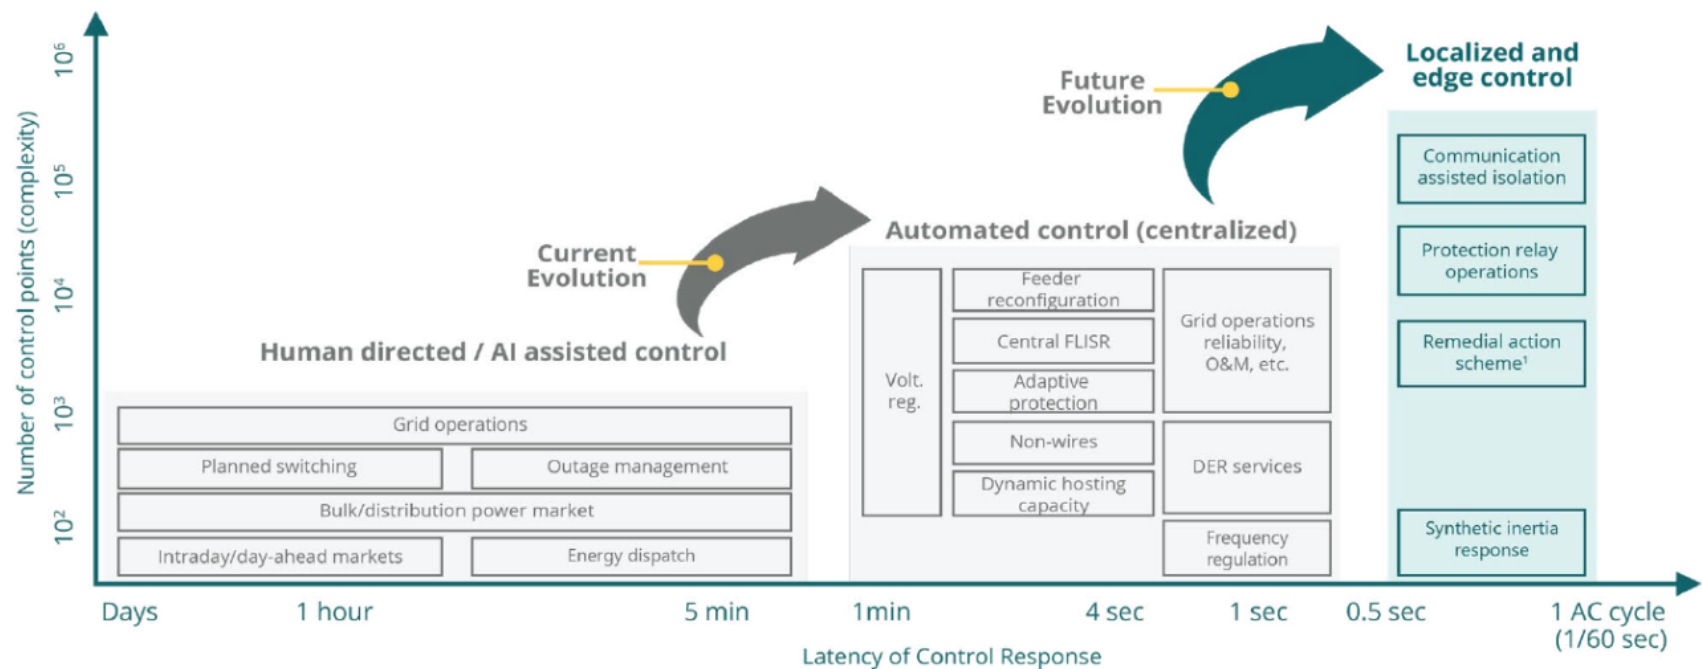 10⁶
10⁵
10⁴
10³
10²
Number of control points (complexity)
Human directed / AI assisted control
Grid operations
Planned switching
Outage management
Bulk/distribution power market
Intraday/day-ahead markets
Energy dispatch
Current
Evolution
Automated control (centralized)
Volt.
reg.
Feeder
reconfiguration
Central FLISR
Adaptive
protection
Non-wires
Dynamic hosting
capacity
Grid operations
reliability,
O&M, etc.
DER services
Frequency
regulation
Future
Evolution
Localized and
edge control
Communication
assisted isolation
Protection relay
operations
Remedial action
scheme¹
Synthetic inertia
response
Days
1 hour
5 min
1min
4 sec
1 sec
0.5 sec
1 AC cycle
(1/60 sec)
Latency of Control Response